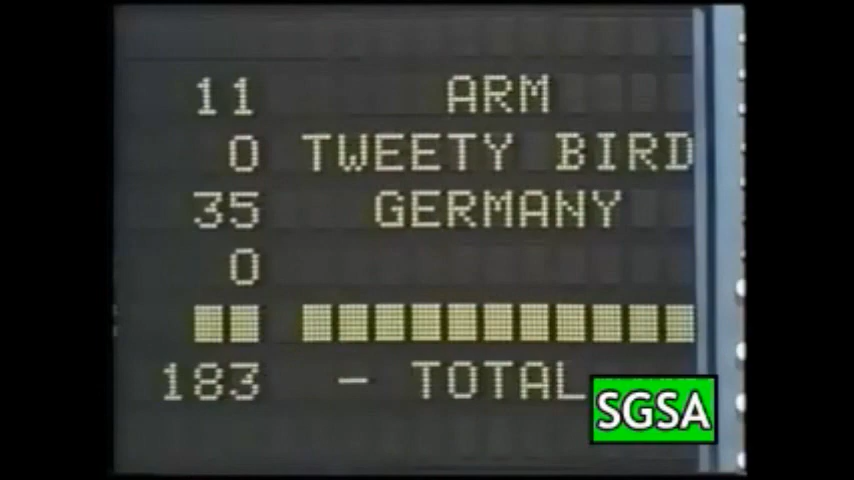 11 ARM
0 TWEETY BIRD
35 GERMANY
0
183 - TOTAL
SGSA